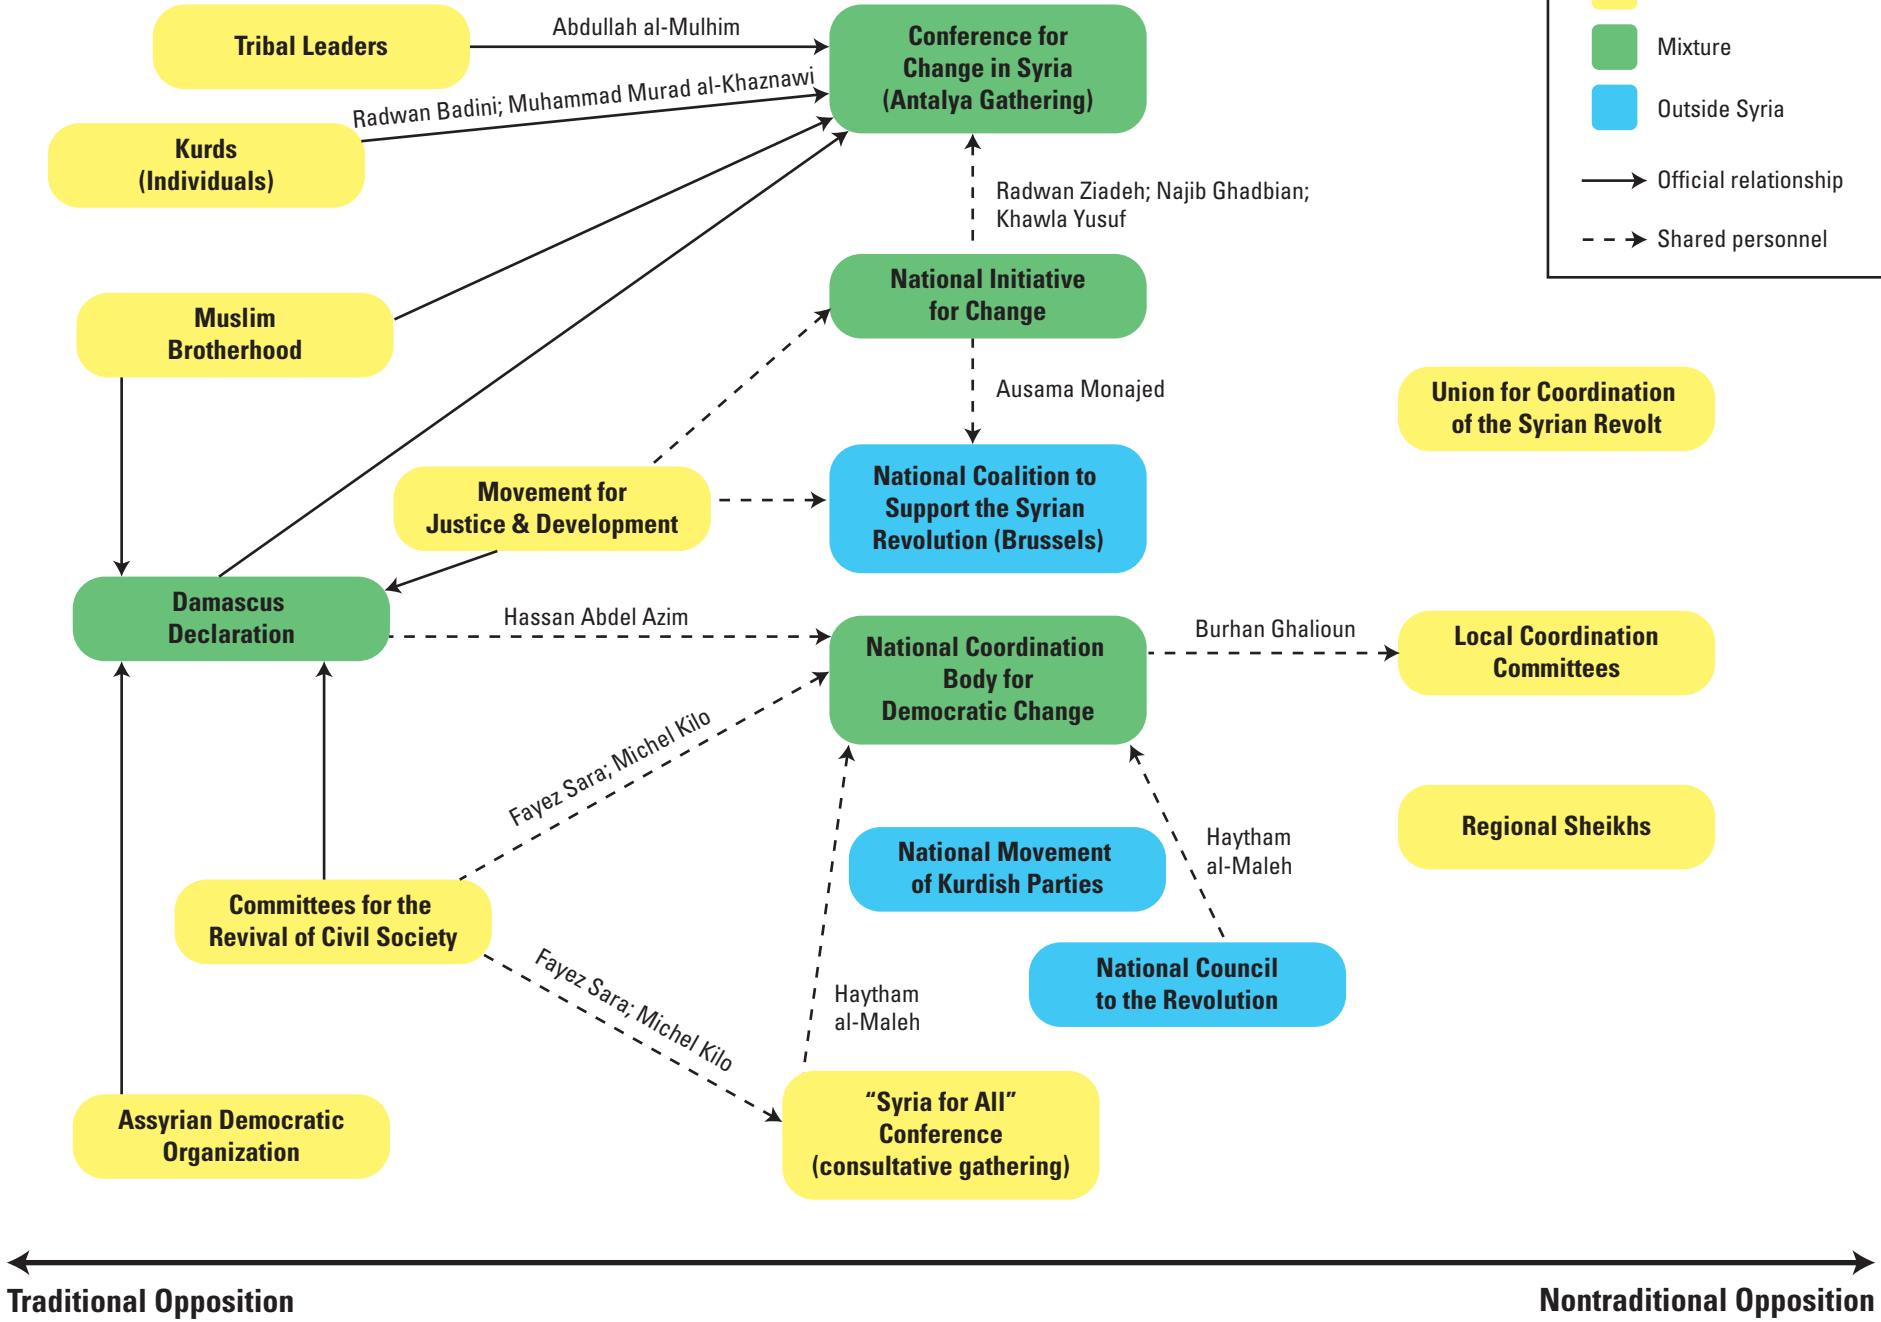 Tribal Leaders
Abdullah al-Mulhim
Conference for
Change in Syria
(Antalya Gathering)
Mixture
Outside Syria
Official relationship
Shared personnel
Radwan Badini; Muhammad Murad al-Khaznawi
Kurds
(Individuals)
Radwan Ziadeh; Najib Ghadbian;
Khawla Yusuf
National Initiative
for Change
Muslim
Brotherhood
Ausama Monajed
Union for Coordination
of the Syrian Revolt
Movement for
Justice & Development
National Coalition to
Support the Syrian
Revolution (Brussels)
Damascus
Declaration
Hassan Abdel Azim
National Coordination
Body for
Democratic Change
Burhan Ghalioun
Local Coordination
Committees
Fayez Sara; Michel Kilo
National Movement
of Kurdish Parties
Haytham
al-Maleh
Regional Sheikhs
Committees for the
Revival of Civil Society
Fayez Sara; Michel Kilo
Haytham
al-Maleh
National Council
to the Revolution
Assyrian Democratic
Organization
“Syria for All”
Conference
(consultative gathering)
Traditional Opposition
Nontraditional Opposition